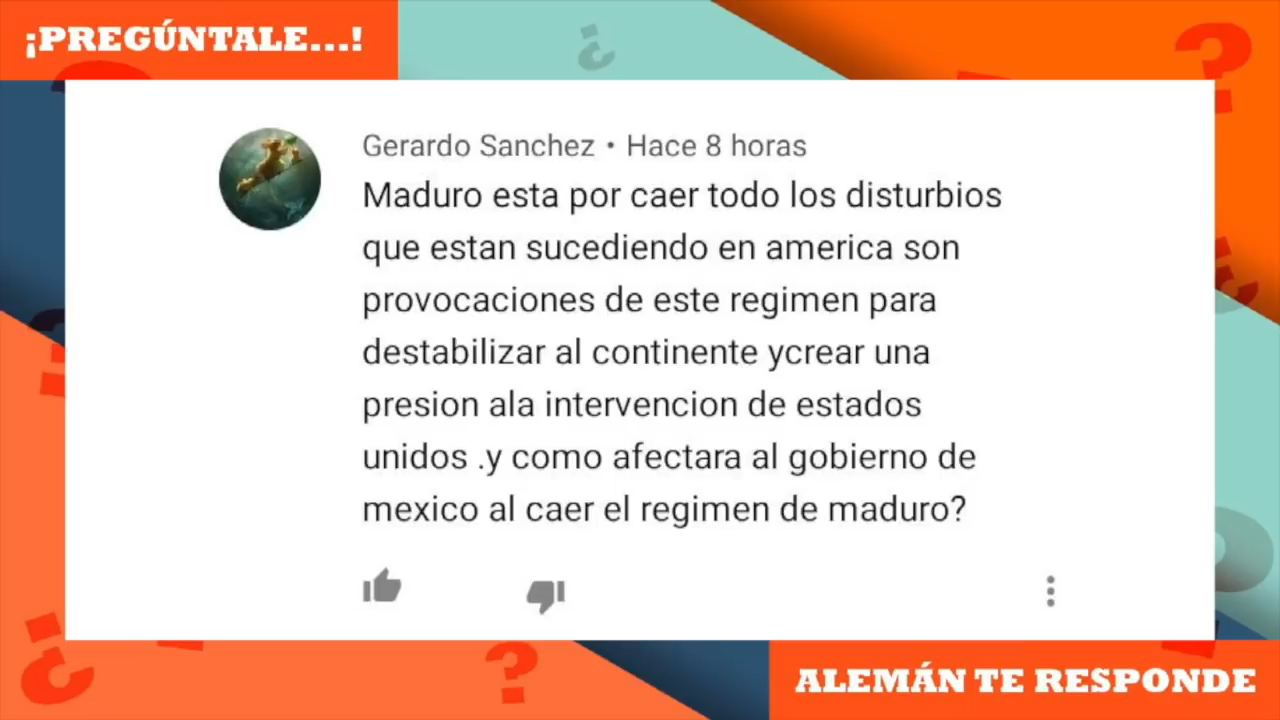 ¡PREGÚNTALE...!
Gerardo Sanchez • Hace 8 horas
Maduro esta por caer todo los disturbios
que estan sucediendo en america son
provocaciones de este regimen para
destabilizar al continente ycrear una
presion ala intervencion de estados
unidos .y como afectara al gobierno de
mexico al caer el regimen de maduro?
ALEMÁN TE RESPONDE